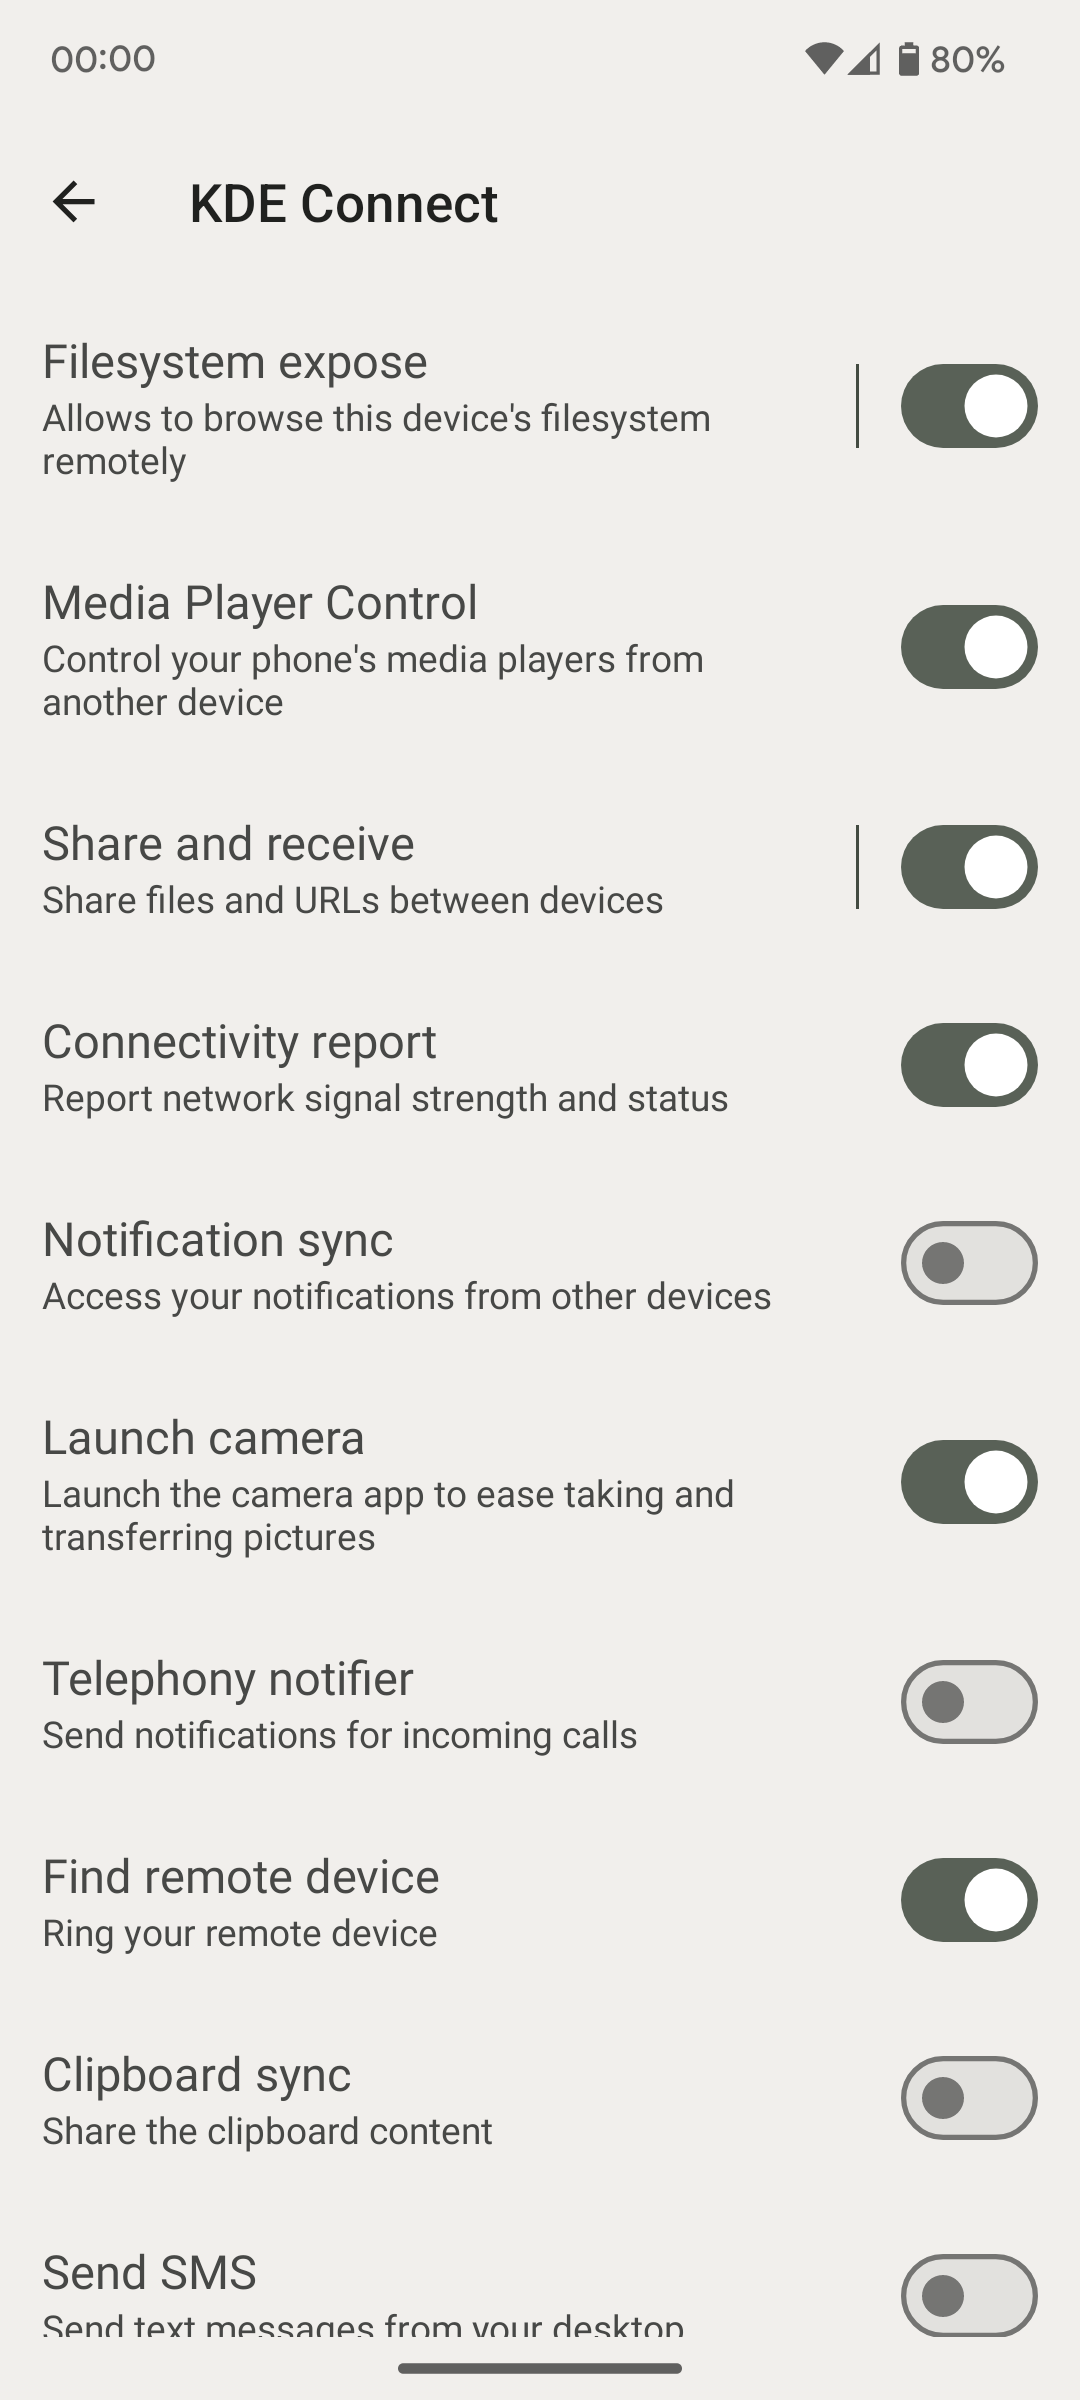 00:00
80%
KDE Connect
Filesystem expose
Allows to browse this device's filesystem
remotely
Media Player Control
Control your phone's media players from
another device
Share and receive
Share files and URLs between devices
Connectivity report
Report network signal strength and status
Notification sync
Access your notifications from other devices
Launch camera
Launch the camera app to ease taking and
transferring pictures
Telephony notifier
Send notifications for incoming calls
Find remote device
Ring your remote device
Clipboard sync
Share the clipboard content
Send SMS
Send text messages from your desktop